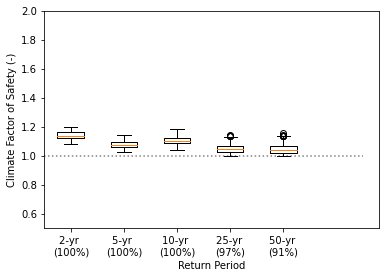 Climate Factor of Safety (-)
2.0
1.8
1.6
1.4
1.2
1.0
0.8
0.6
2-yr 5-yr 10-yr 25-yr 50-yr
(100%) (100%) (100%) (97%) (91%)
Return Period